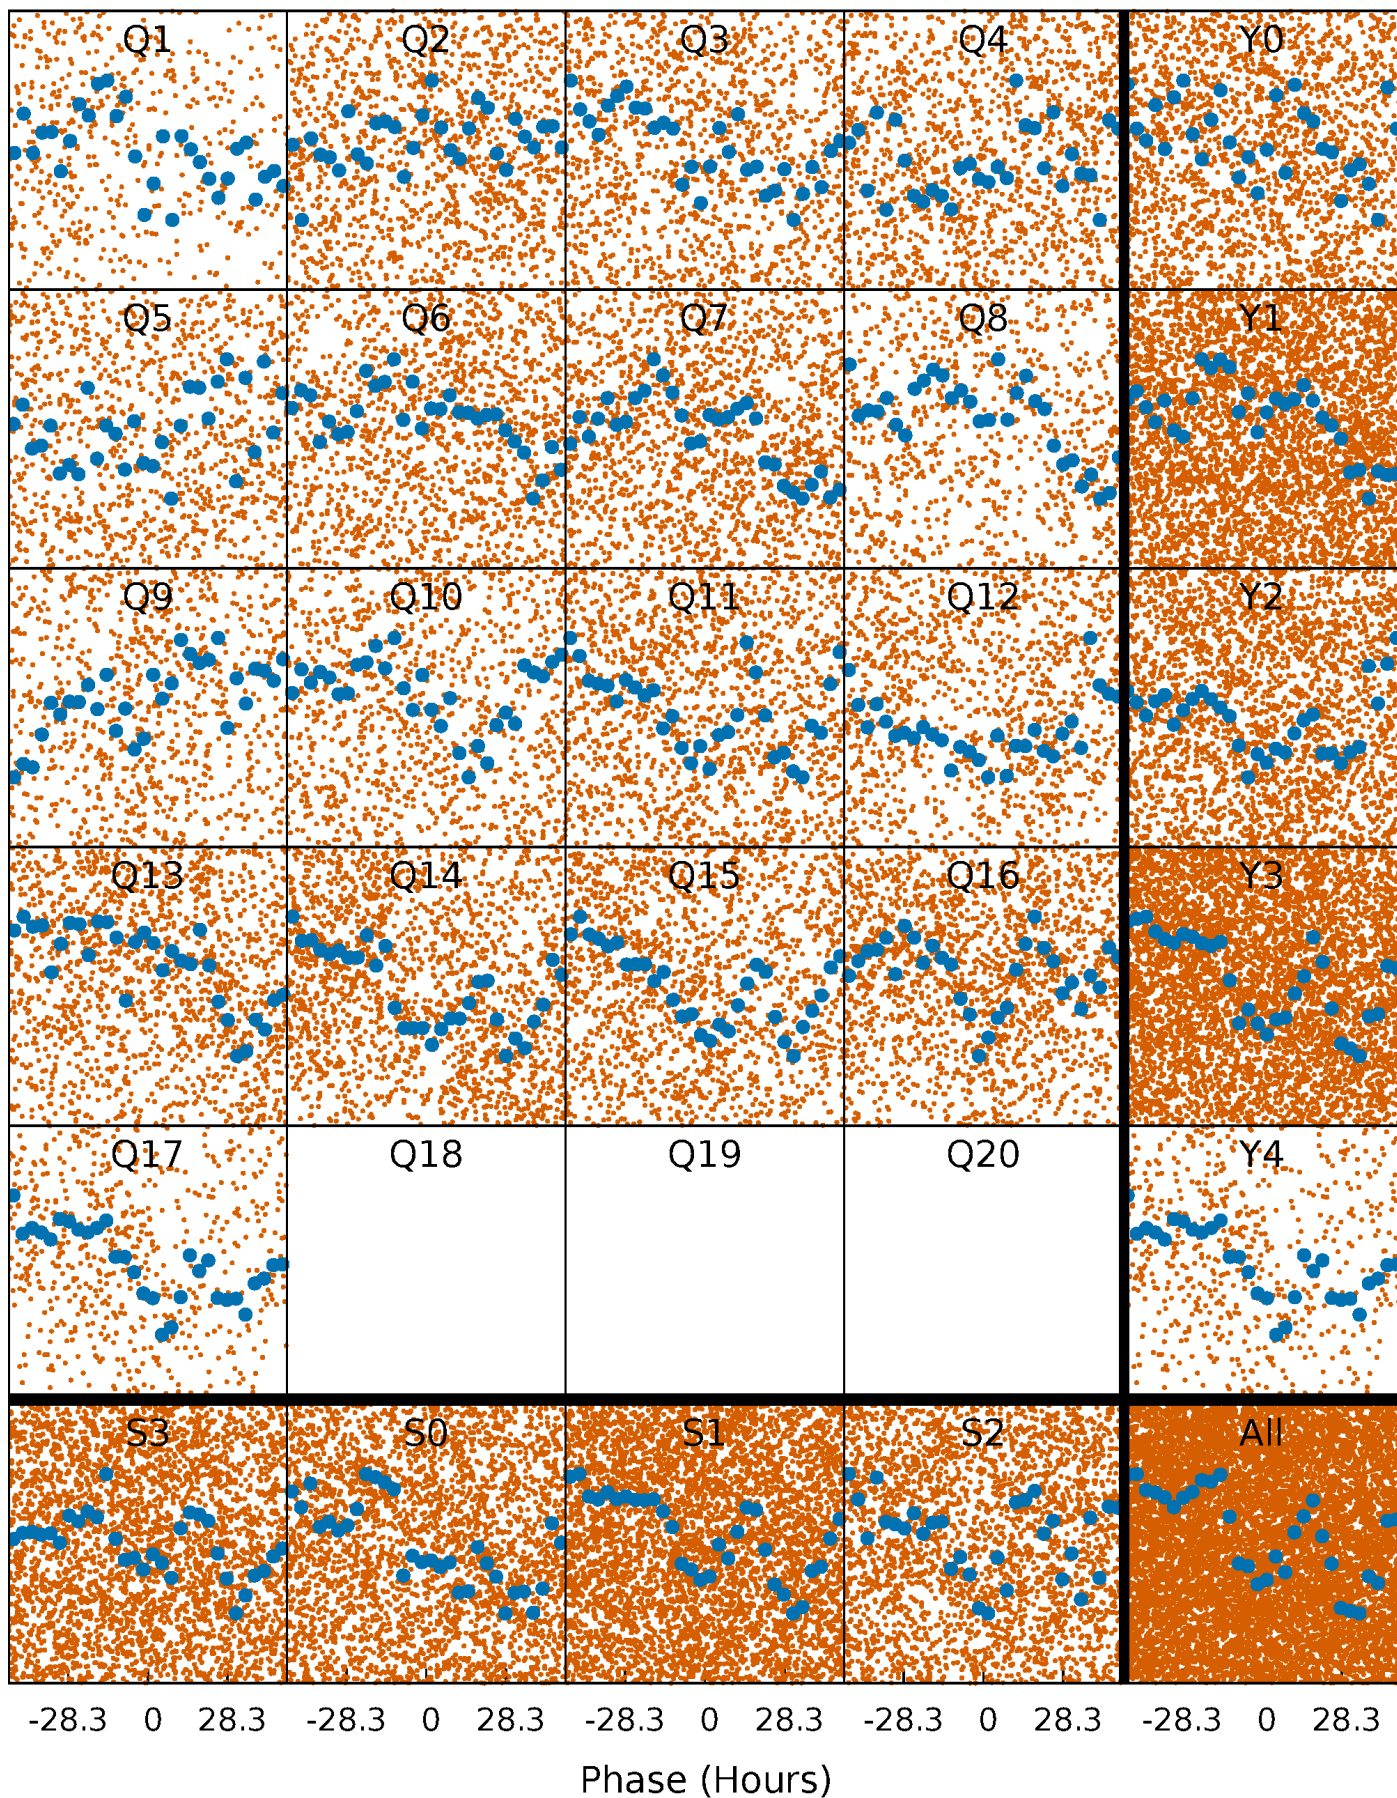 Q1 Q2 Q3 Q4 Y0
Q5 Q6 Q7 Q8 Y1
Q9 Q10 Q11 Q12 Y2
Q13 Q14 Q15 Q16 Y3
Q17 Q18 Q19 Q20 Y4
S3 S0 S1 S2 All
-28.3 0 28.3 -28.3 0 28.3 -28.3 0 28.3 -28.3 0 28.3 -28.3 0 28.3
Phase (Hours)